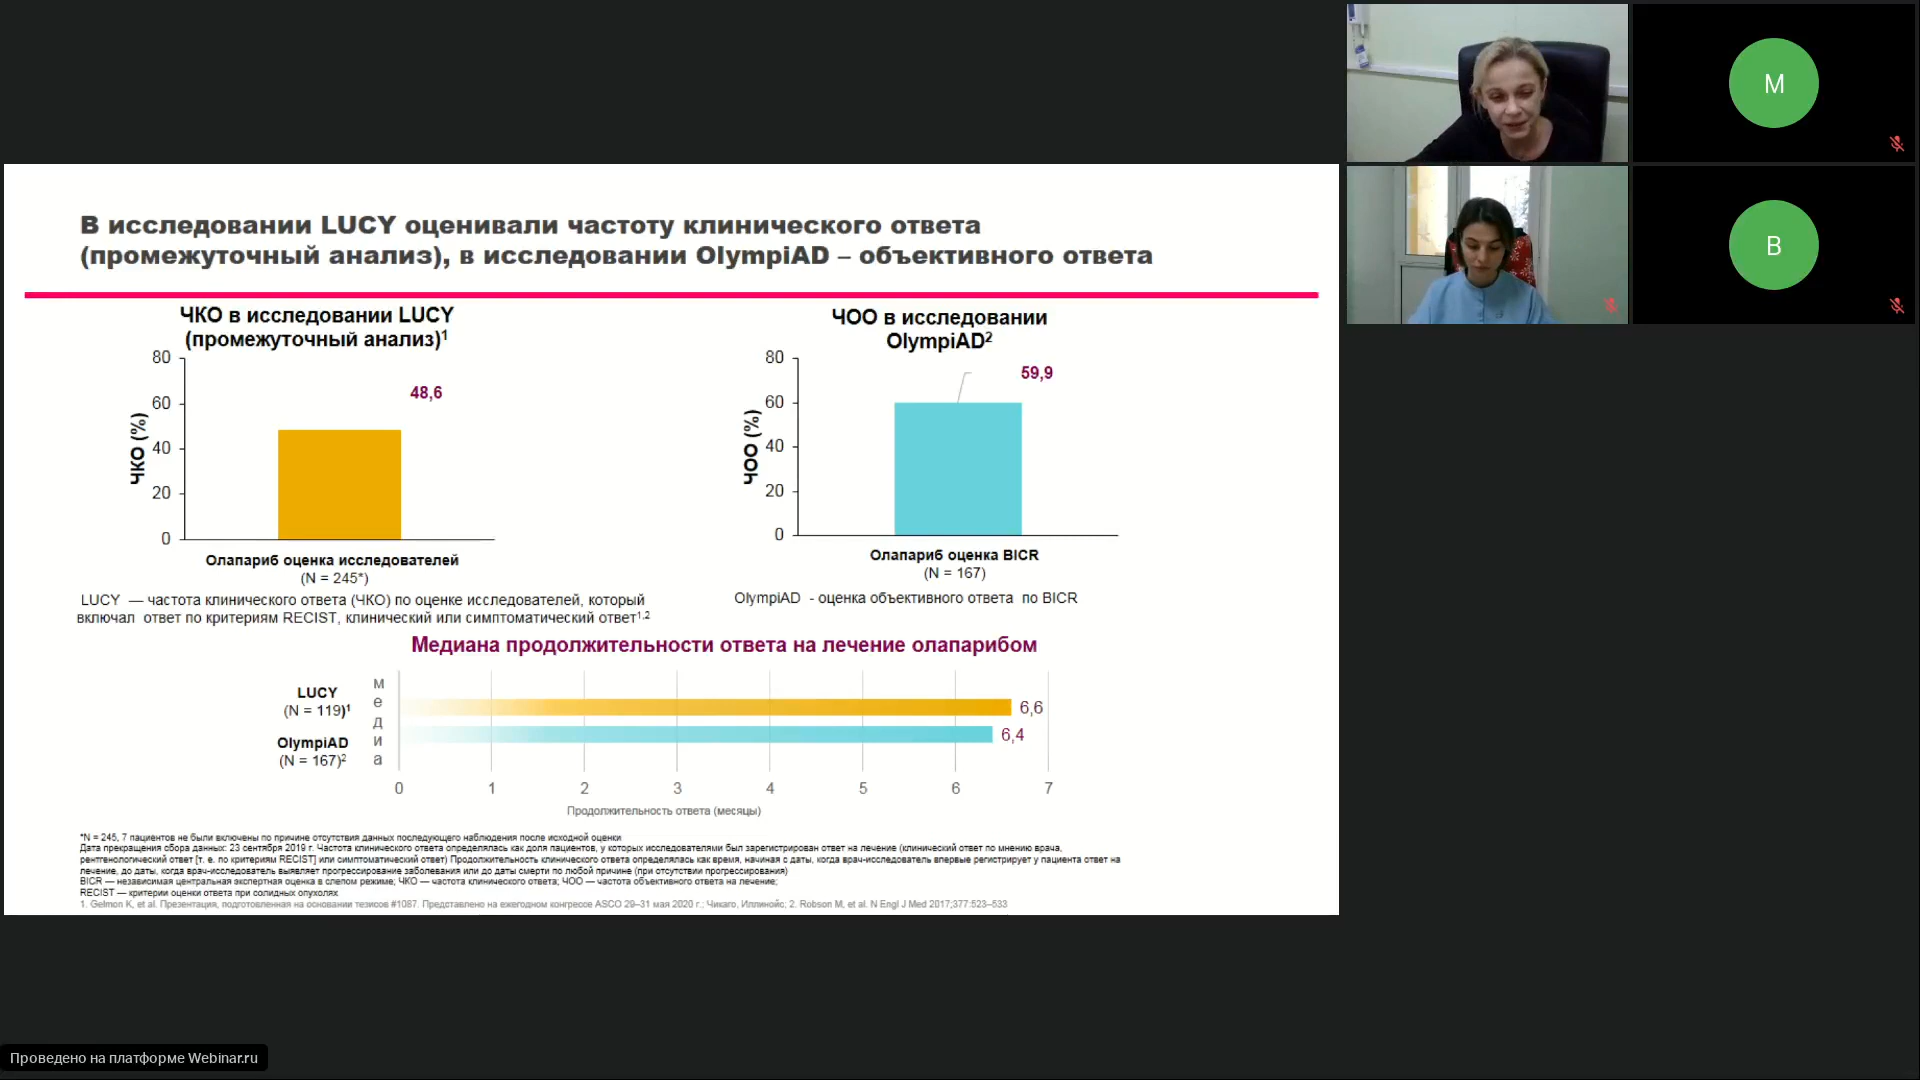 В исследовании LUCY оценивали частоту клинического ответа
(промежуточный анализ), в исследовании OlympiAD – объективного ответа
ЧКО в исследовании LUCY
(промежуточный анализ)¹
80
60
40
20
0
ЧКО (%)
48,6
Олапариб оценка исследователей
(N = 245*)
LUCY — частота клинического ответа (ЧКО) по оценке исследователей, который
включал ответ по критериям RECIST, клинический или симптоматический ответ¹,²
ЧОО в исследовании
OlympiAD²
80
60
40
20
0
ЧОО (%)
59,9
Олапариб оценка BICR
(N = 167)
OlympiAD - оценка объективного ответа по BICR
Медиана продолжительности ответа на лечение олапарибом
LUCY
(N = 119)¹
OlympiAD
(N = 167)²
М
е
д
и
а
6,6
6,4
0 1 2 3 4 5 6 7
Продолжительность ответа (месяцы)
*N = 245, 7 пациентов не были включены по причине отсутствия данных последующего наблюдения после исходной оценки
Дата прекращения сбора данных: 23 сентября 2019 г. Частота клинического ответа определялась как доля пациентов, у которых исследователями был зарегистрирован ответ на лечение (клинический ответ по мнению врача,
рентгенологический ответ [т. е. по критериям RECIST] или симптоматический ответ) Продолжительность клинического ответа определялась как время, начиная с даты, когда врач-исследователь впервые регистрирует у пациента ответ на
лечение, до даты, когда врач-исследователь выявляет прогрессирование заболевания или до даты смерти по любой причине (при отсутствии прогрессирования)
BICR — независимая центральная экспертная оценка в слепом режиме; ЧКО — частота клинического ответа; ЧОО — частота объективного ответа на лечение;
RECIST — критерии оценки ответа при солидных опухолях
1. Gelmon K, et al. Презентация, подготовленная на основании тезисов #1087. Представлено на ежегодном конгрессе ASCO 29–31 мая 2020 г.; Чикаго, Иллинойс; 2. Robson M, et al. N Engl J Med 2017;377:523–533
М
В
Проведено на платформе Webinar.ru